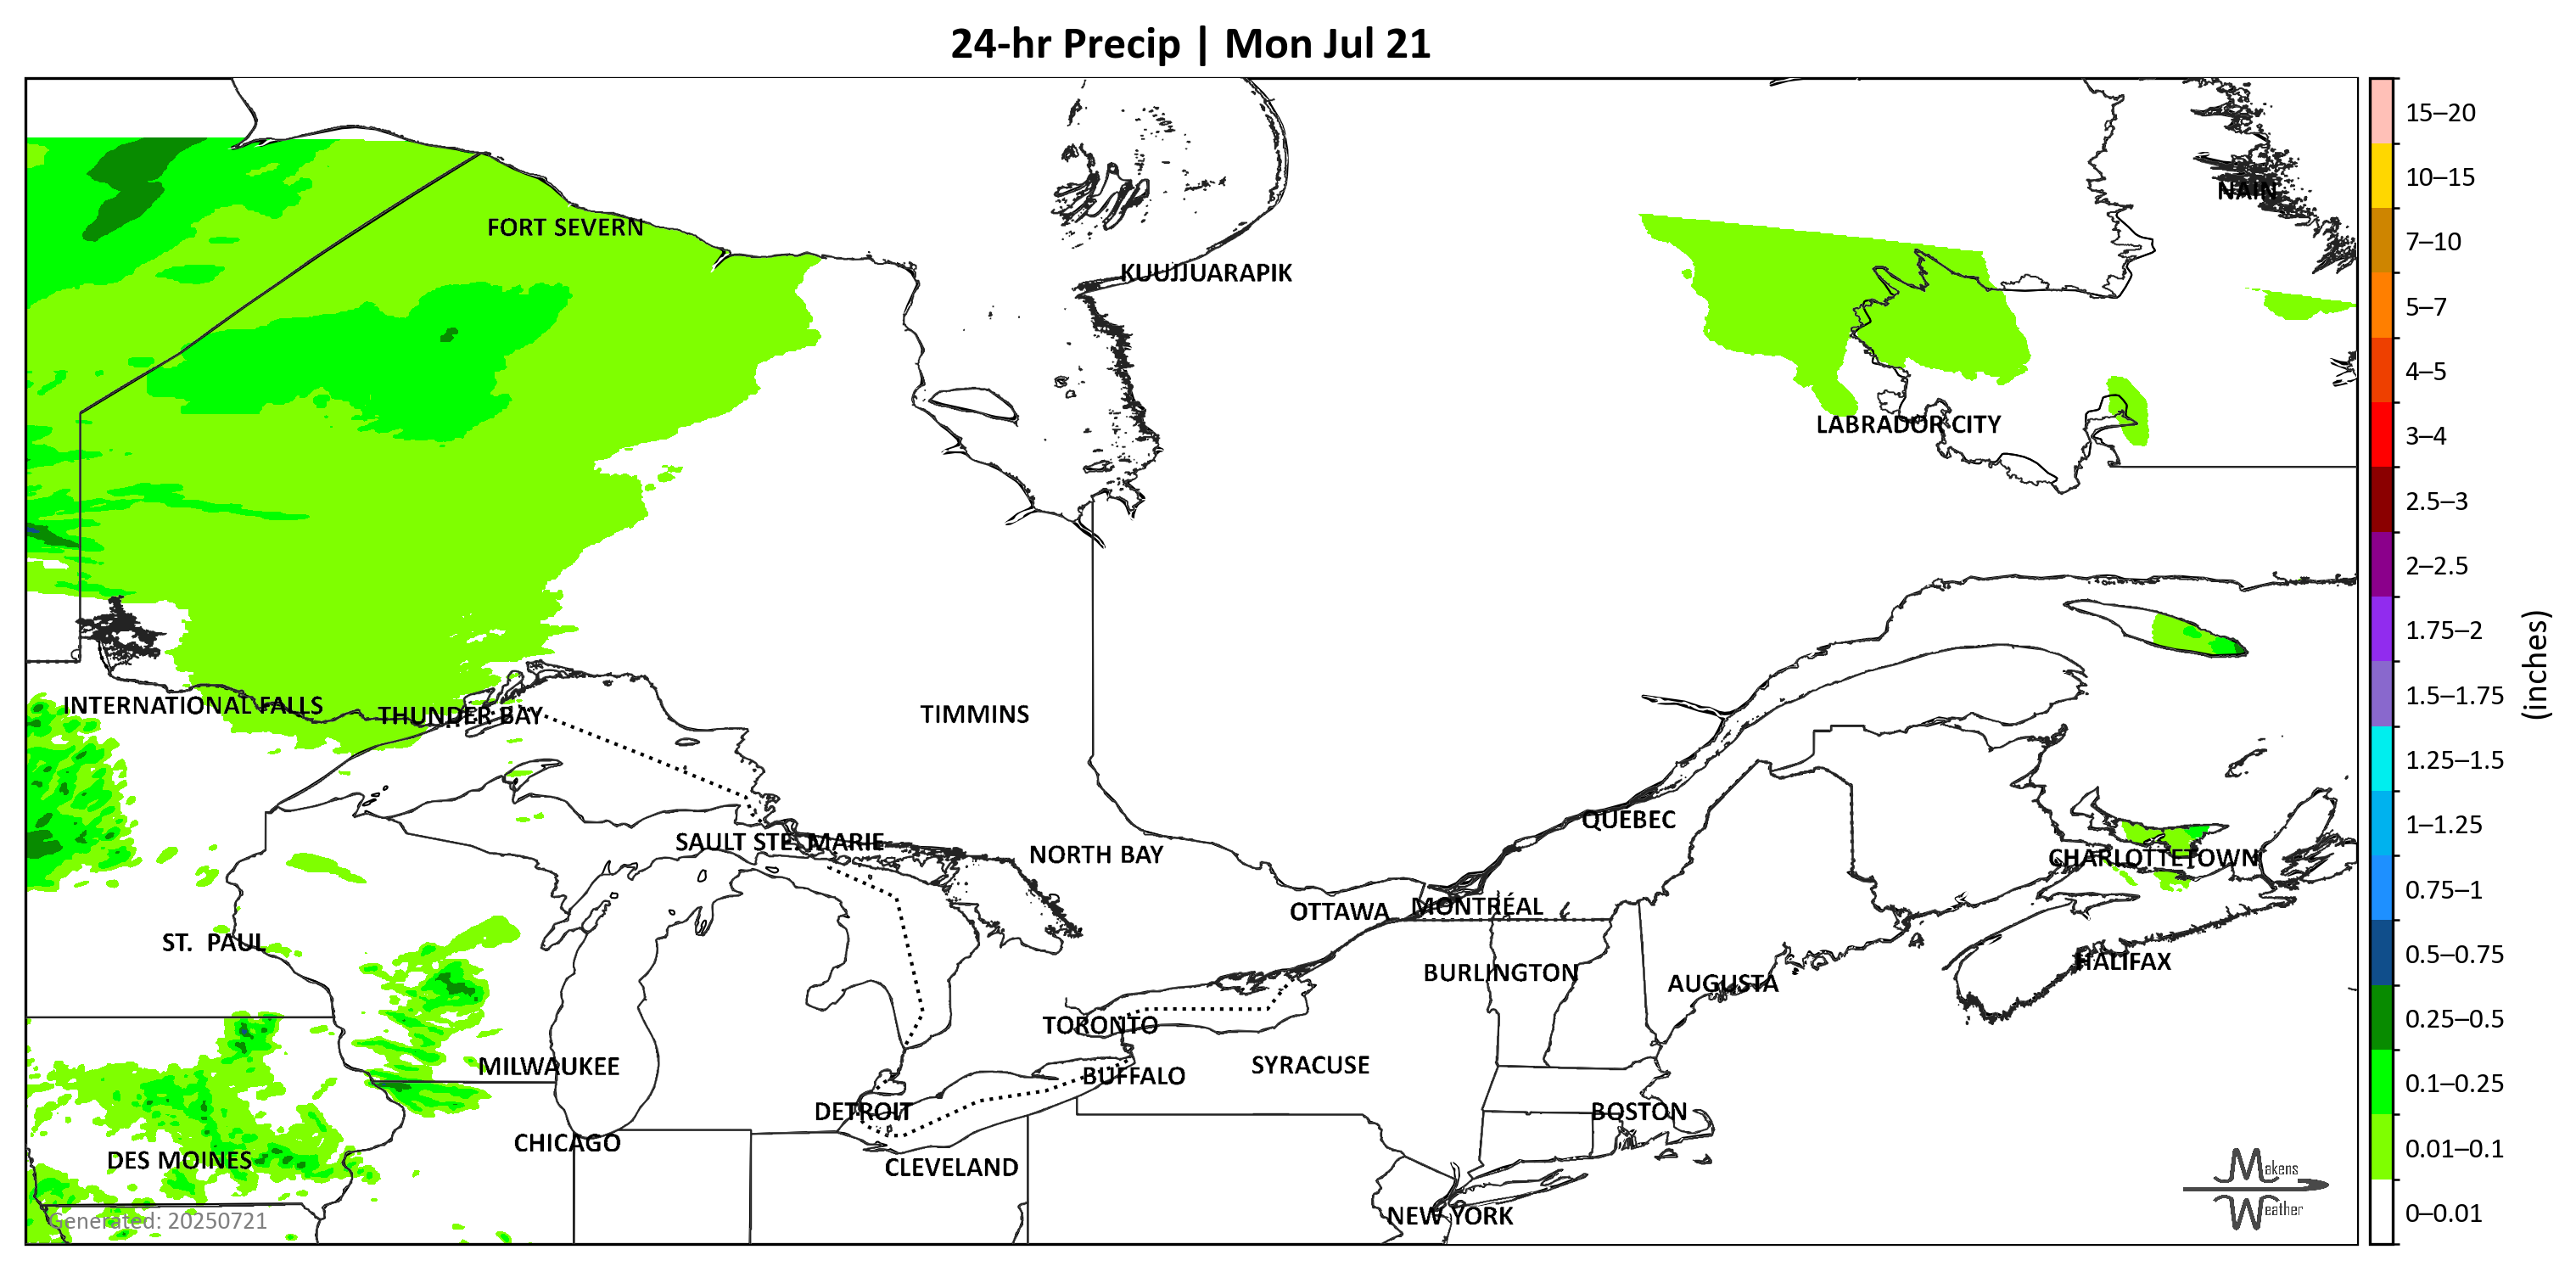 24-hr Precip | Mon Jul 21
NAIN
FORT SEVERN
KUUJJUARAPIK
LABRADOR CITY
INTERNATIONAL FALLS
THUNDER BAY
TIMMINS
QUÉBEC
SAULT STE. MARIE
NORTH BAY
CHARLOTTETOWN
OTTAWA
MONTRÉAL
ST. PAUL
HALIFAX
BURLINGTON
AUGUSTA
TORONTO
SYRACUSE
MILWAUKEE
BUFFALO
DETROIT
BOSTON
CHICAGO
DES MOINES
CLEVELAND
NEW YORK
Generated: 20250721
Makens
Weather
15–20
10–15
7–10
5–7
4–5
3–4
2.5–3
2–2.5
1.75–2
1.5–1.75
1.25–1.5
1–1.25
0.75–1
0.5–0.75
0.25–0.5
0.1–0.25
0.01–0.1
0–0.01
(inches)